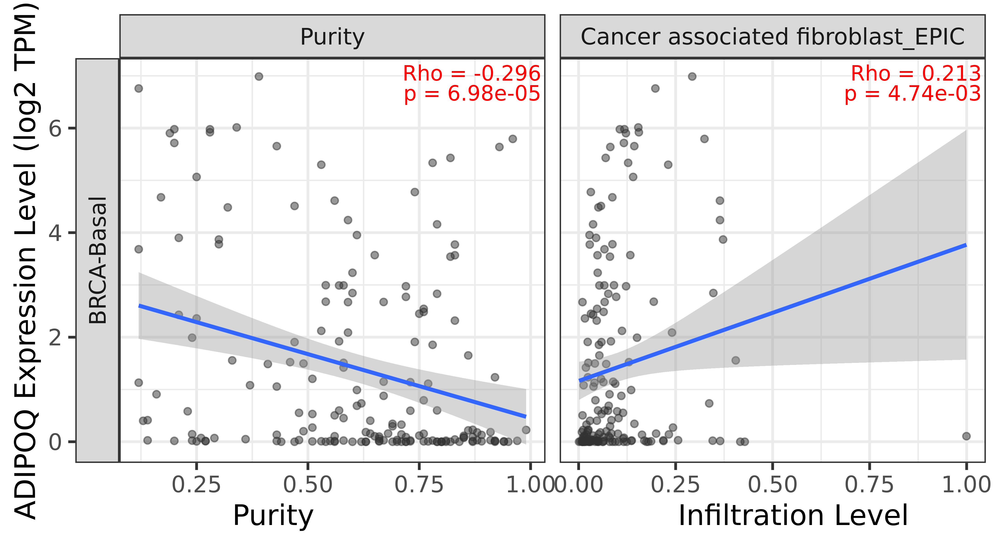 Purity
Cancer associated fibroblast_EPIC
ADIPOQ Expression Level (log2 TPM)
BRCA-Basal
Rho = -0.296
p = 6.98e-05
Rho = 0.213
p = 4.74e-03
6
4
2
0
0.25 0.50 0.75 1.00
0.00 0.25 0.50 0.75 1.00
Purity
Infiltration Level